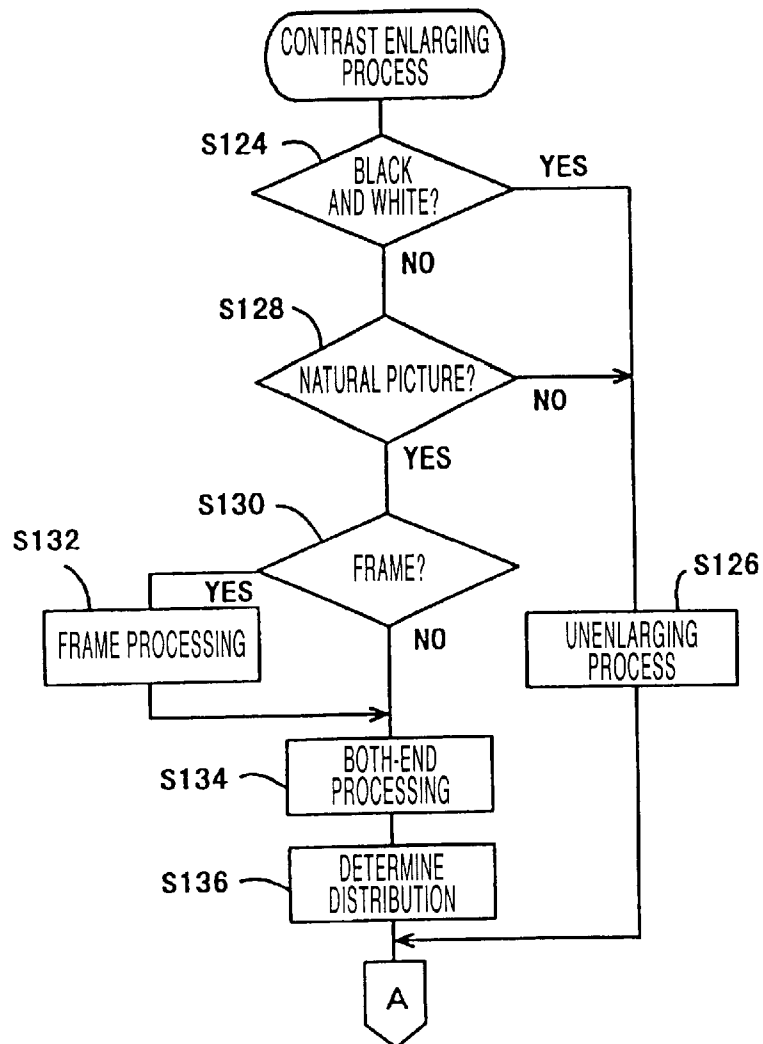 CONTRAST ENLARGING
PROCESS
S124
BLACK
AND WHITE?
YES
NO
S128
NATURAL PICTURE?
NO
YES
S130
S132
FRAME?
YES
S126
FRAME PROCESSING
NO
UNENLARGING
PROCESS
S134
BOTH-END
PROCESSING
S136
DETERMINE
DISTRIBUTION
A